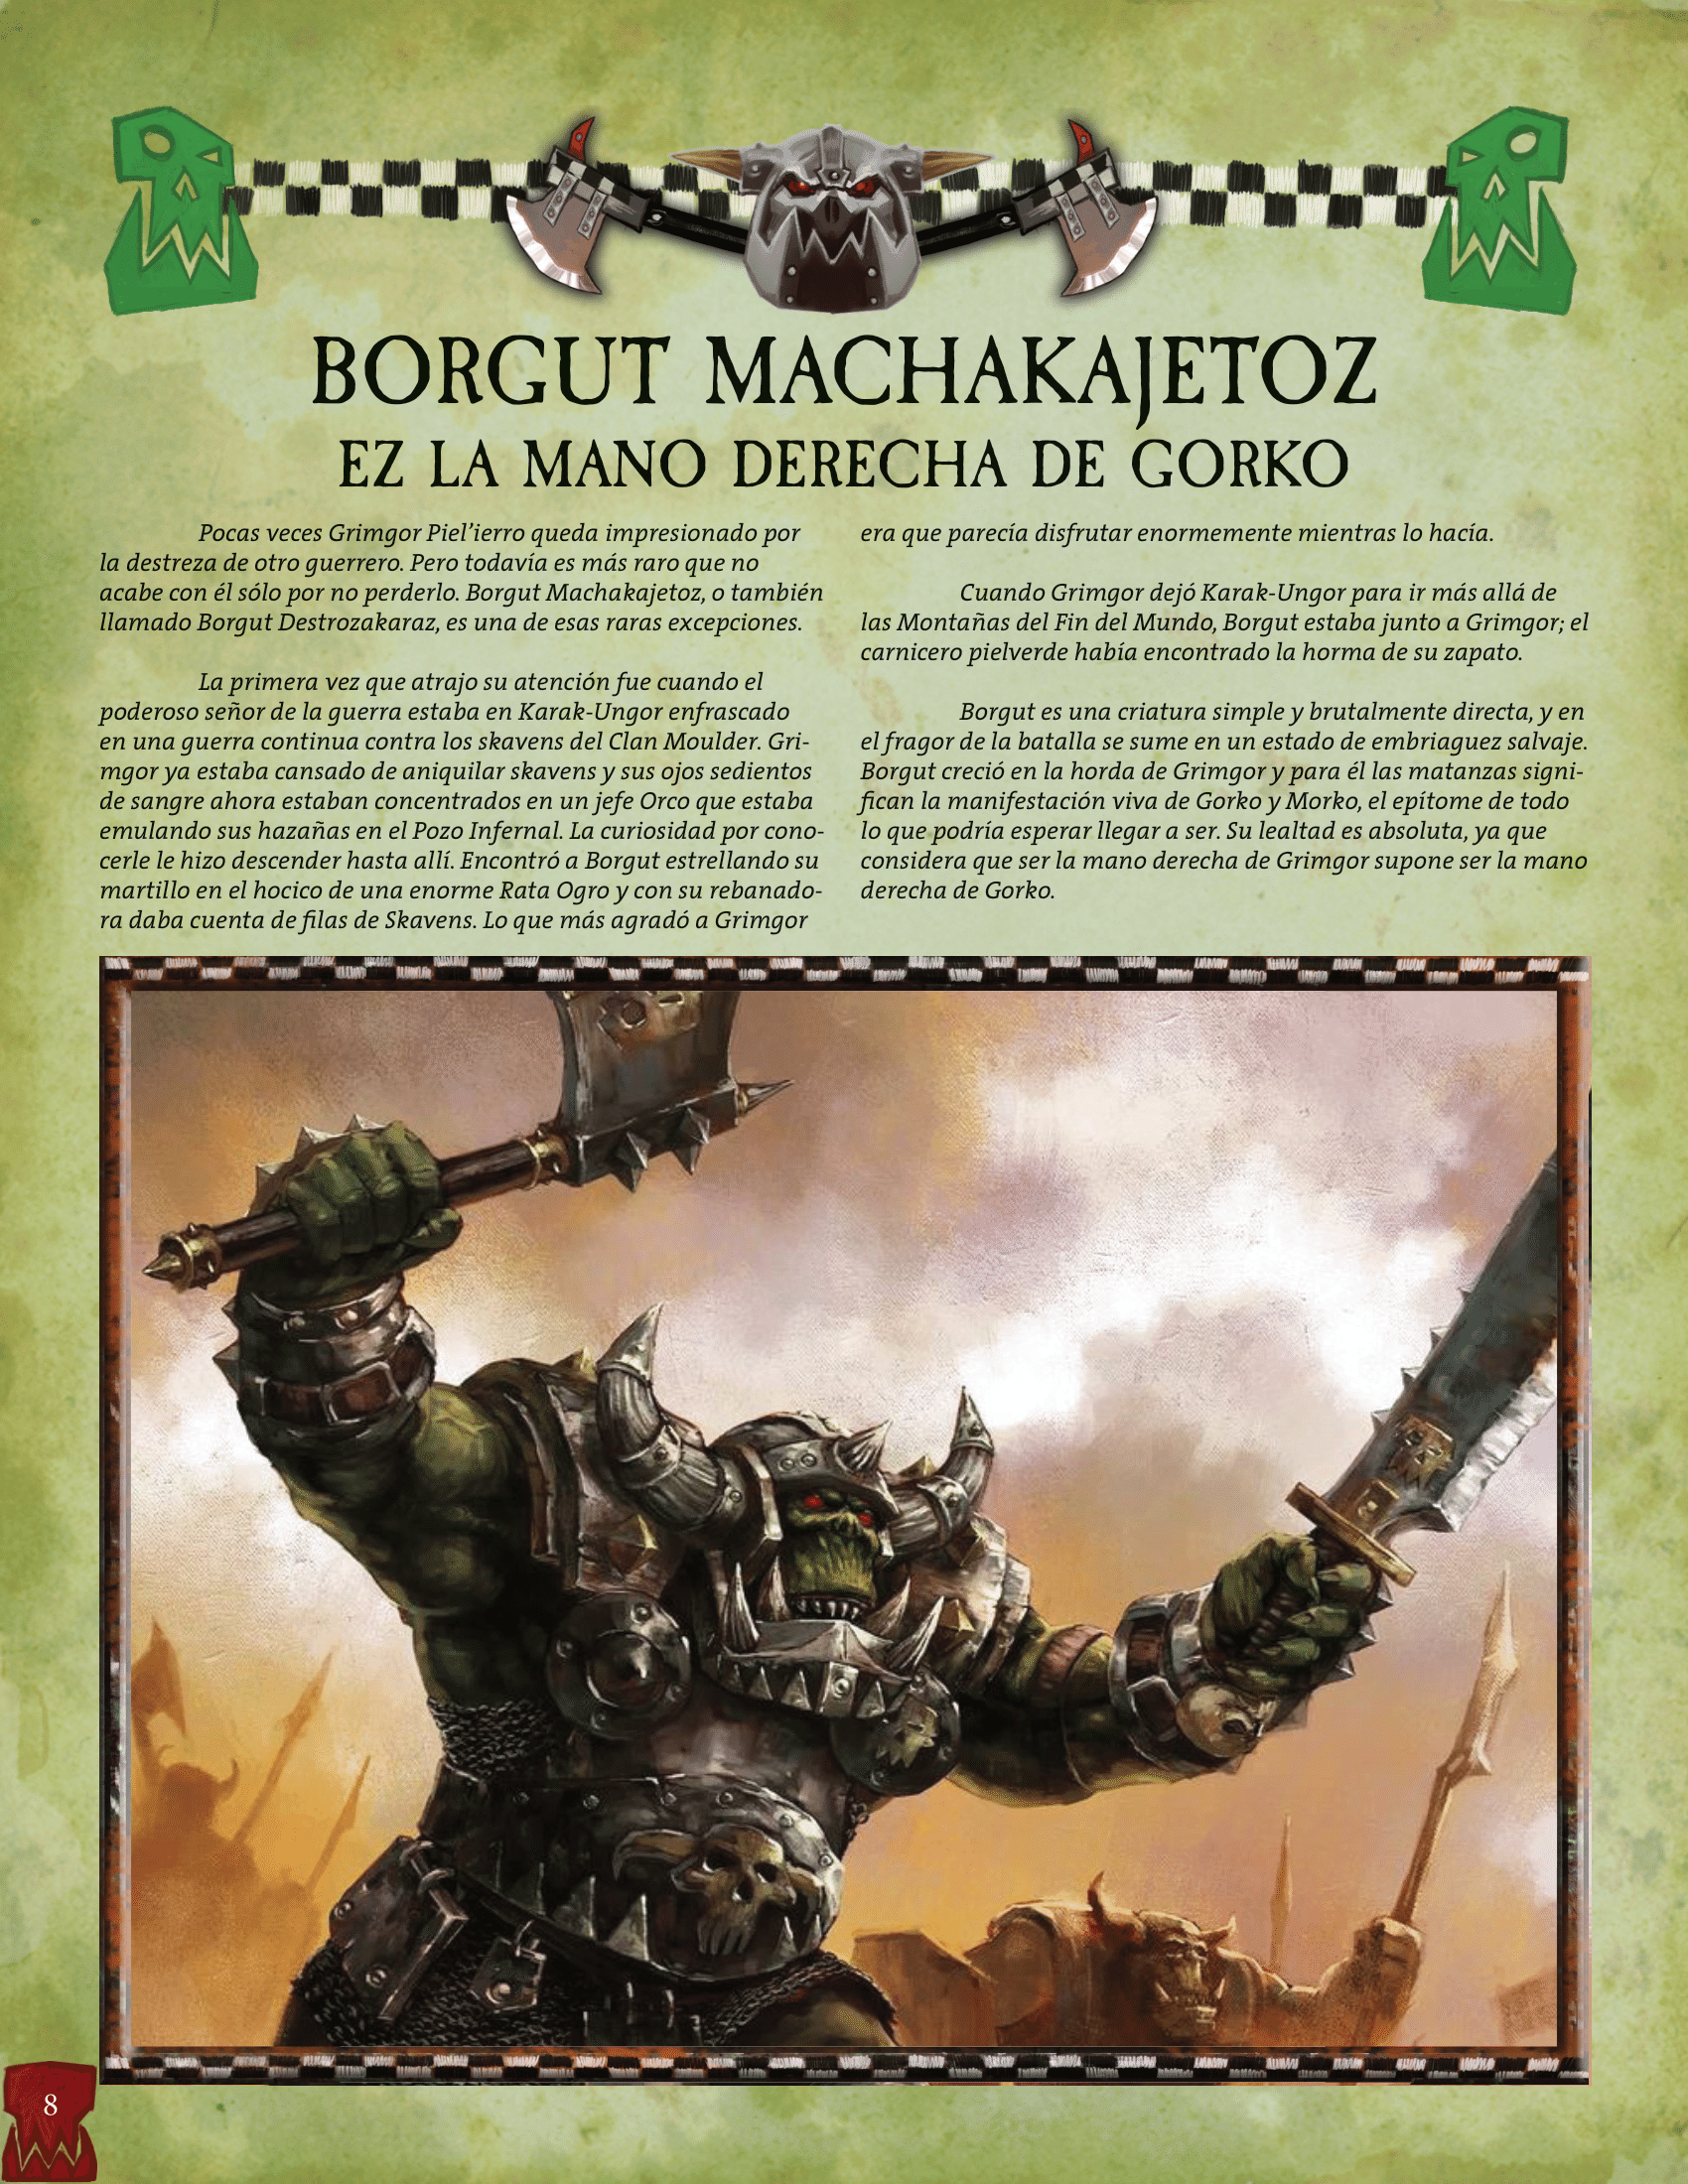 BORGUT MACHAKAJETOZ
EZ LA MANO DERECHA DE GORKO
Pocas veces Grimgor Piel'ierro queda impresionado por
la destreza de otro guerrero. Pero todavía es más raro que no
acabe con él sólo por no perderlo. Borgut Machakajetoz, o también
llamado Borgut Destrozakaraz, es una de esas raras excepciones.
La primera vez que atrajo su atención fue cuando el
poderoso señor de la guerra estaba en Karak-Ungor enfrascado
en una guerra continua contra los skavens del Clan Moulder. Gri-
mgor ya estaba cansado de aniquilar skavens y sus ojos sedientos
de sangre ahora estaban concentrados en un jefe Orco que estaba
emulando sus hazañas en el Pozo Infernal. La curiosidad por cono-
cerle le hizo descender hasta allí. Encontró a Borgut estrellando su
martillo en el hocico de una enorme Rata Ogro y con su rebanado-
ra daba cuenta de filas de Skavens. Lo que más agradó a Grimgor
era que parecía disfrutar enormemente mientras lo hacía.
Cuando Grimgor dejó Karak-Ungor para ir más allá de
las Montañas del Fin del Mundo, Borgut estaba junto a Grimgor; el
carnicero pielverde había encontrado la horma de su zapato.
Borgut es una criatura simple y brutalmente directa, y en
el fragor de la batalla se sume en un estado de embriaguez salvaje.
Borgut creció en la horda de Grimgor y para él las matanzas signi-
fican la manifestación viva de Gorko y Morko, el epítome de todo
lo que podría esperar llegar a ser. Su lealtad es absoluta, ya que
considera que ser la mano derecha de Grimgor supone ser la mano
derecha de Gorko.
8